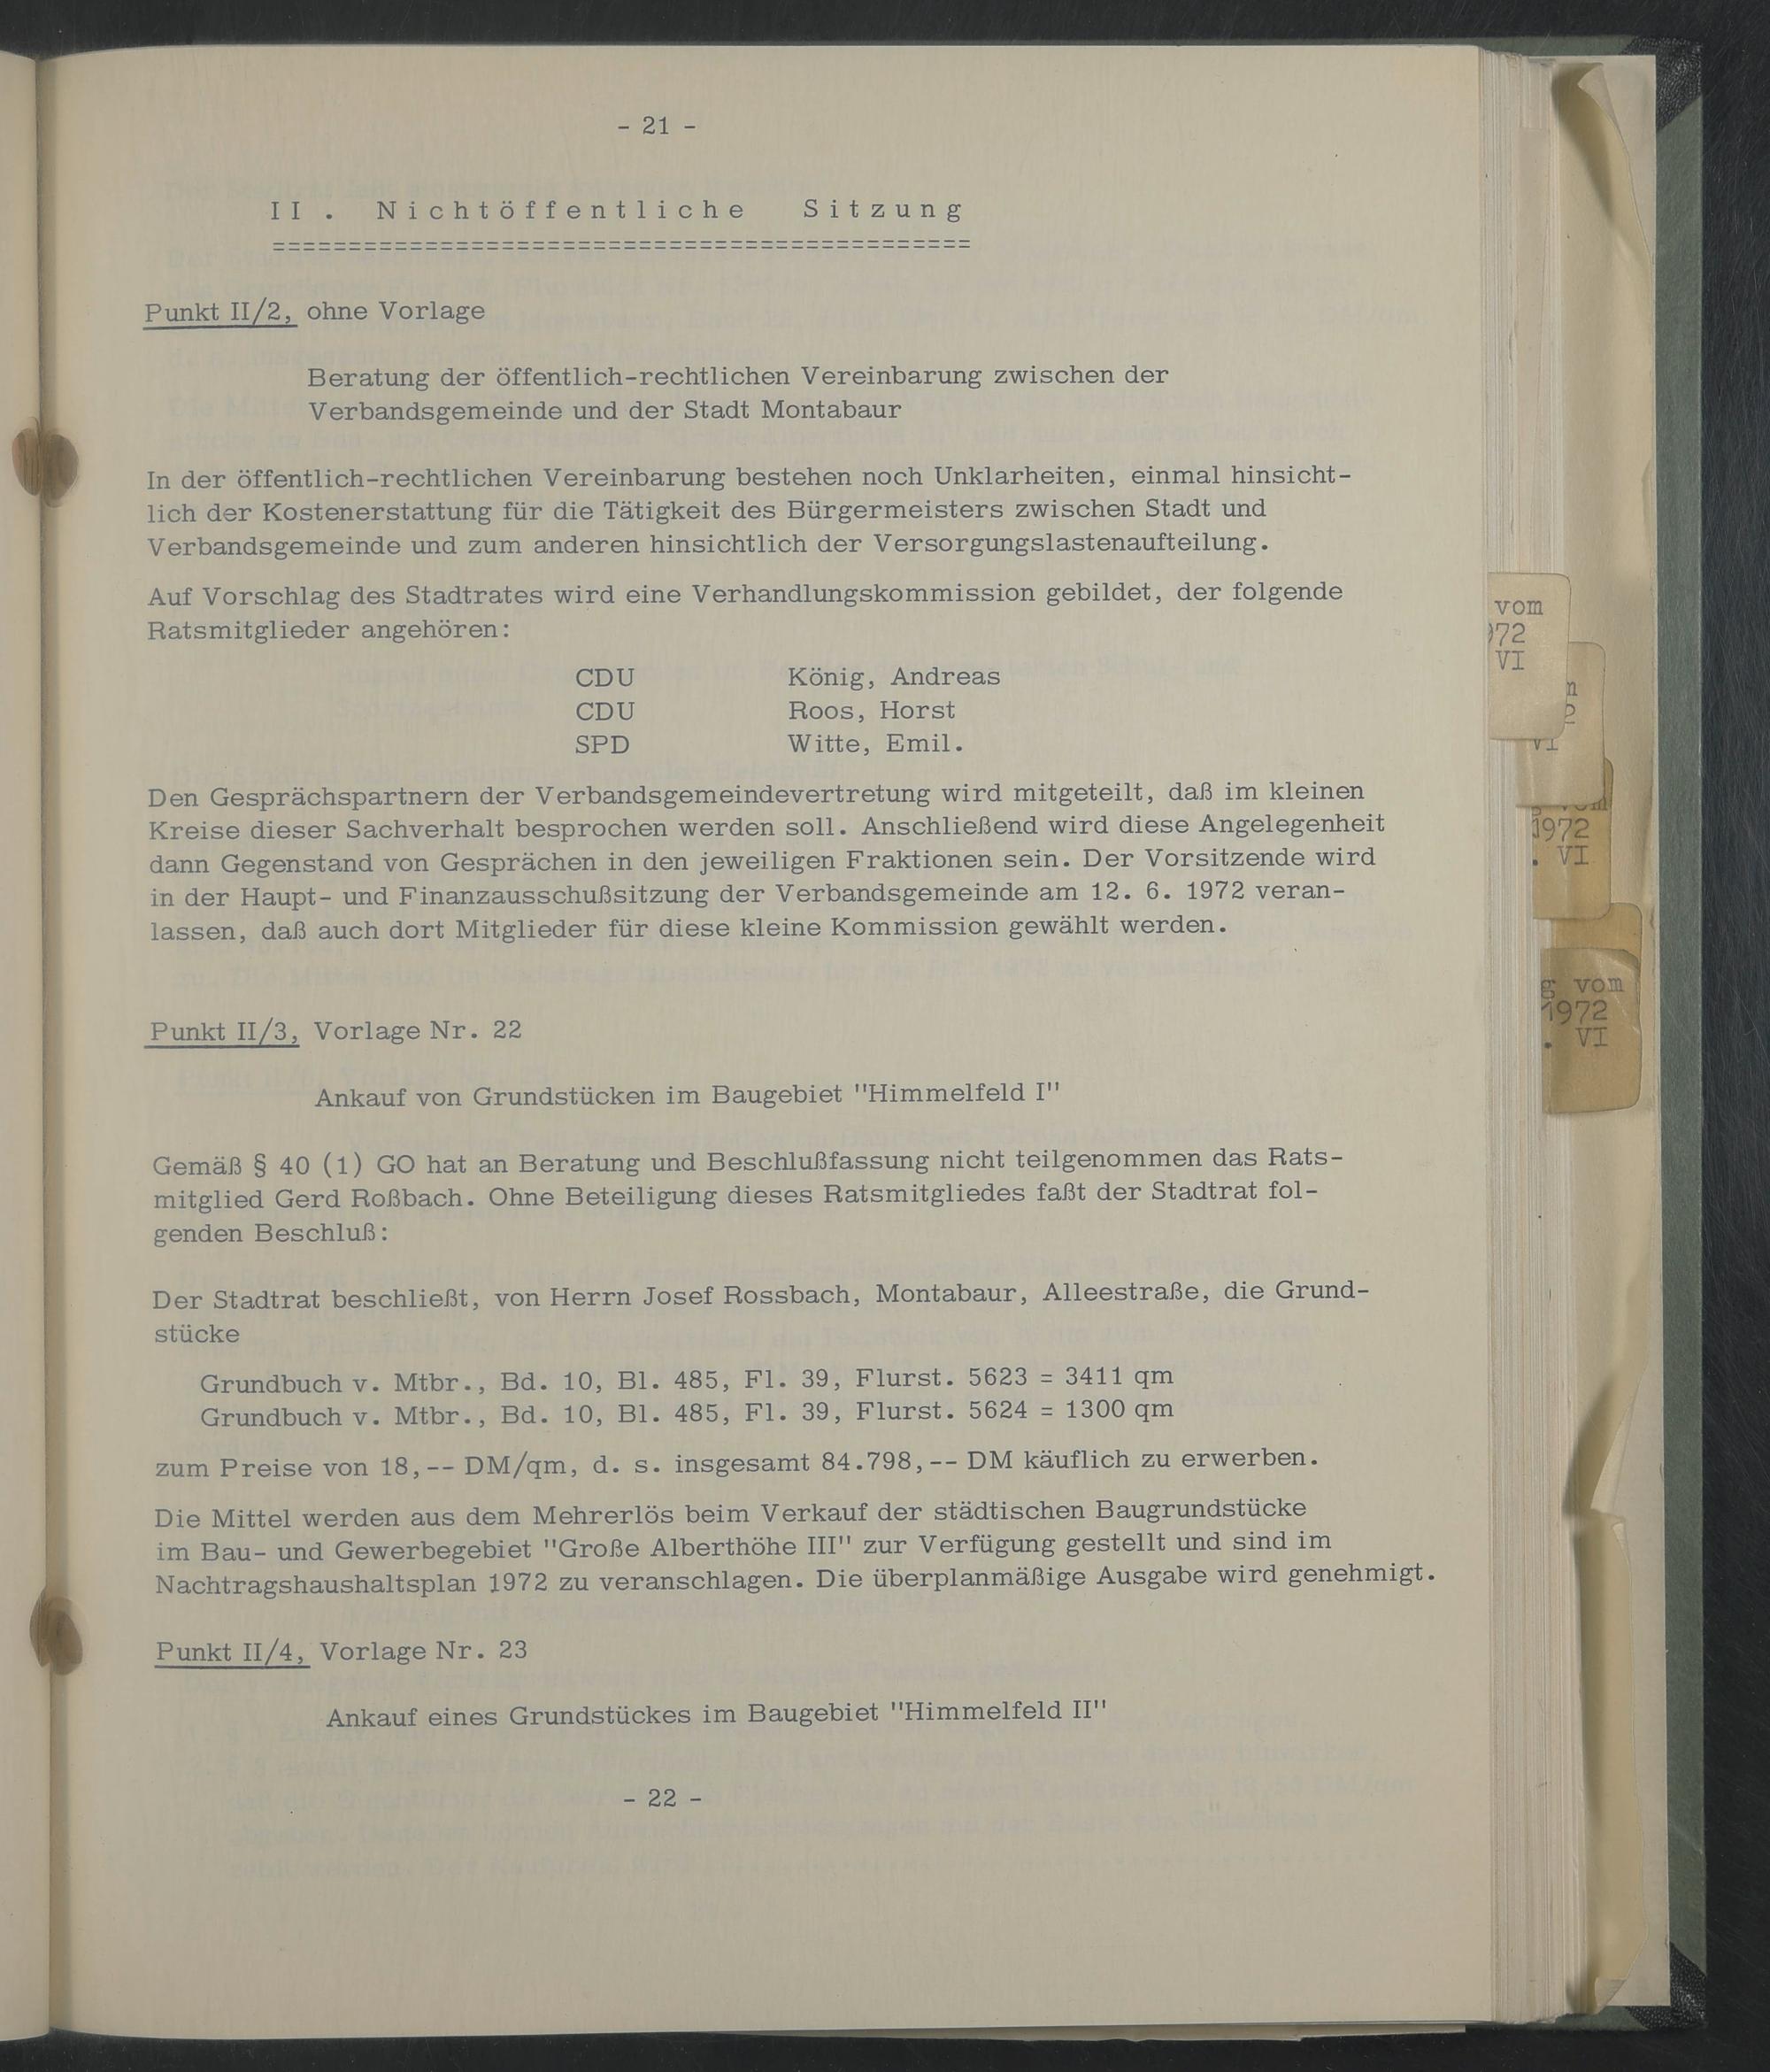 - 21 -
II. Nichtöffentliche Sitzung
==============================================
Punkt II/2, ohne Vorlage
Beratung der öffentlich-rechtlichen Vereinbarung zwischen der
Verbandsgemeinde und der Stadt Montabaur
In der öffentlich-rechtlichen Vereinbarung bestehen noch Unklarheiten, einmal hinsicht-
lich der Kostenerstattung für die Tätigkeit des Bürgermeisters zwischen Stadt und
Verbandsgemeinde und zum anderen hinsichtlich der Versorgungslastenaufteilung.
Auf Vorschlag des Stadtrates wird eine Verhandlungskommission gebildet, der folgende
Ratsmitglieder angehören:
CDU König, Andreas
CDU Roos, Horst
SPD Witte, Emil.
Den Gesprächspartnern der Verbandsgemeindevertretung wird mitgeteilt, daß im kleinen
Kreise dieser Sachverhalt besprochen werden soll. Anschließend wird diese Angelegenheit
dann Gegenstand von Gesprächen in den jeweiligen Fraktionen sein. Der Vorsitzende wird
in der Haupt- und Finanzausschußsitzung der Verbandsgemeinde am 12. 6. 1972 veran-
lassen, daß auch dort Mitglieder für diese kleine Kommission gewählt werden.
Punkt II/3, Vorlage Nr. 22
Ankauf von Grundstücken im Baugebiet "Himmelfeld I"
Gemäß § 40 (1) GO hat an Beratung und Beschlußfassung nicht teilgenommen das Rats-
mitglied Gerd Roßbach. Ohne Beteiligung dieses Ratsmitgliedes faßt der Stadtrat fol-
genden Beschluß:
Der Stadtrat beschließt, von Herrn Josef Rossbach, Montabaur, Alleestraße, die Grund-
stücke
Grundbuch v. Mtbr., Bd. 10, Bl. 485, Fl. 39, Flurst. 5623 = 3411 qm
Grundbuch v. Mtbr., Bd. 10, Bl. 485, Fl. 39, Flurst. 5624 = 1300 qm
zum Preise von 18,-- DM/qm, d. s. insgesamt 84.798,-- DM käuflich zu erwerben.
Die Mittel werden aus dem Mehrerlös beim Verkauf der städtischen Baugrundstücke
im Bau- und Gewerbegebiet "Große Alberthöhe III" zur Verfügung gestellt und sind im
Nachtragshaushaltsplan 1972 zu veranschlagen. Die überplanmäßige Ausgabe wird genehmigt.
Punkt II/4, Vorlage Nr. 23
Ankauf eines Grundstückes im Baugebiet "Himmelfeld II"
- 22 -
vom
72
VI
VI
1972
. VI
g vom
1972
. VI